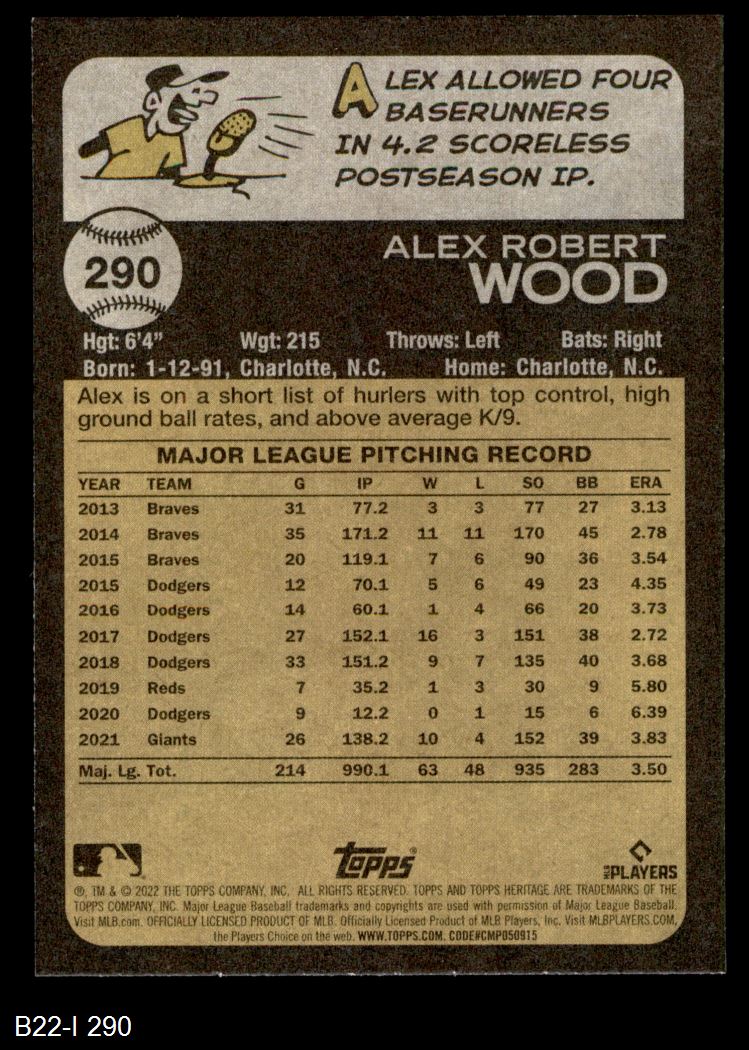 ALEX ALLOWED FOUR
BASERUNNERS
IN 4.2 SCORELESS
POSTSEASON IP.
290
ALEX ROBERT
WOOD
Hgt: 6'4" Wgt: 215 Throws: Left Bats: Right
Born: 1-12-91, Charlotte, N.C. Home: Charlotte, N.C.
Alex is on a short list of hurlers with top control, high
ground ball rates, and above average K/9.
MAJOR LEAGUE PITCHING RECORD
YEAR TEAM G IP W L SO BB ERA
2013 Braves 31 77.2 3 3 77 27 3.13
2014 Braves 35 171.2 11 11 170 45 2.78
2015 Braves 20 119.1 7 6 90 36 3.54
2015 Dodgers 12 70.1 5 6 49 23 4.35
2016 Dodgers 14 60.1 1 4 66 20 3.73
2017 Dodgers 27 152.1 16 3 151 38 2.72
2018 Dodgers 33 151.2 9 7 135 40 3.68
2019 Reds 7 35.2 1 3 30 9 5.80
2020 Dodgers 9 12.2 0 1 15 6 6.39
2021 Giants 26 138.2 10 4 152 39 3.83
Maj. Lg. Tot. 214 990.1 63 48 935 283 3.50
Topps®
MLB PLAYERS
®, TM & © 2022 THE TOPPS COMPANY, INC. ALL RIGHTS RESERVED. TOPPS AND TOPPS HERITAGE ARE TRADEMARKS OF THE
TOPPS COMPANY, INC. Major League Baseball trademarks and copyrights are used with permission of Major League Baseball.
Visit MLB.com. OFFICIALLY LICENSED PRODUCT OF MLB. Officially Licensed Product of MLB Players, Inc. Visit MLBPLAYERS.COM,
the Players Choice on the web. WWW.TOPPS.COM. CODE#CMP050915
B22-I 290